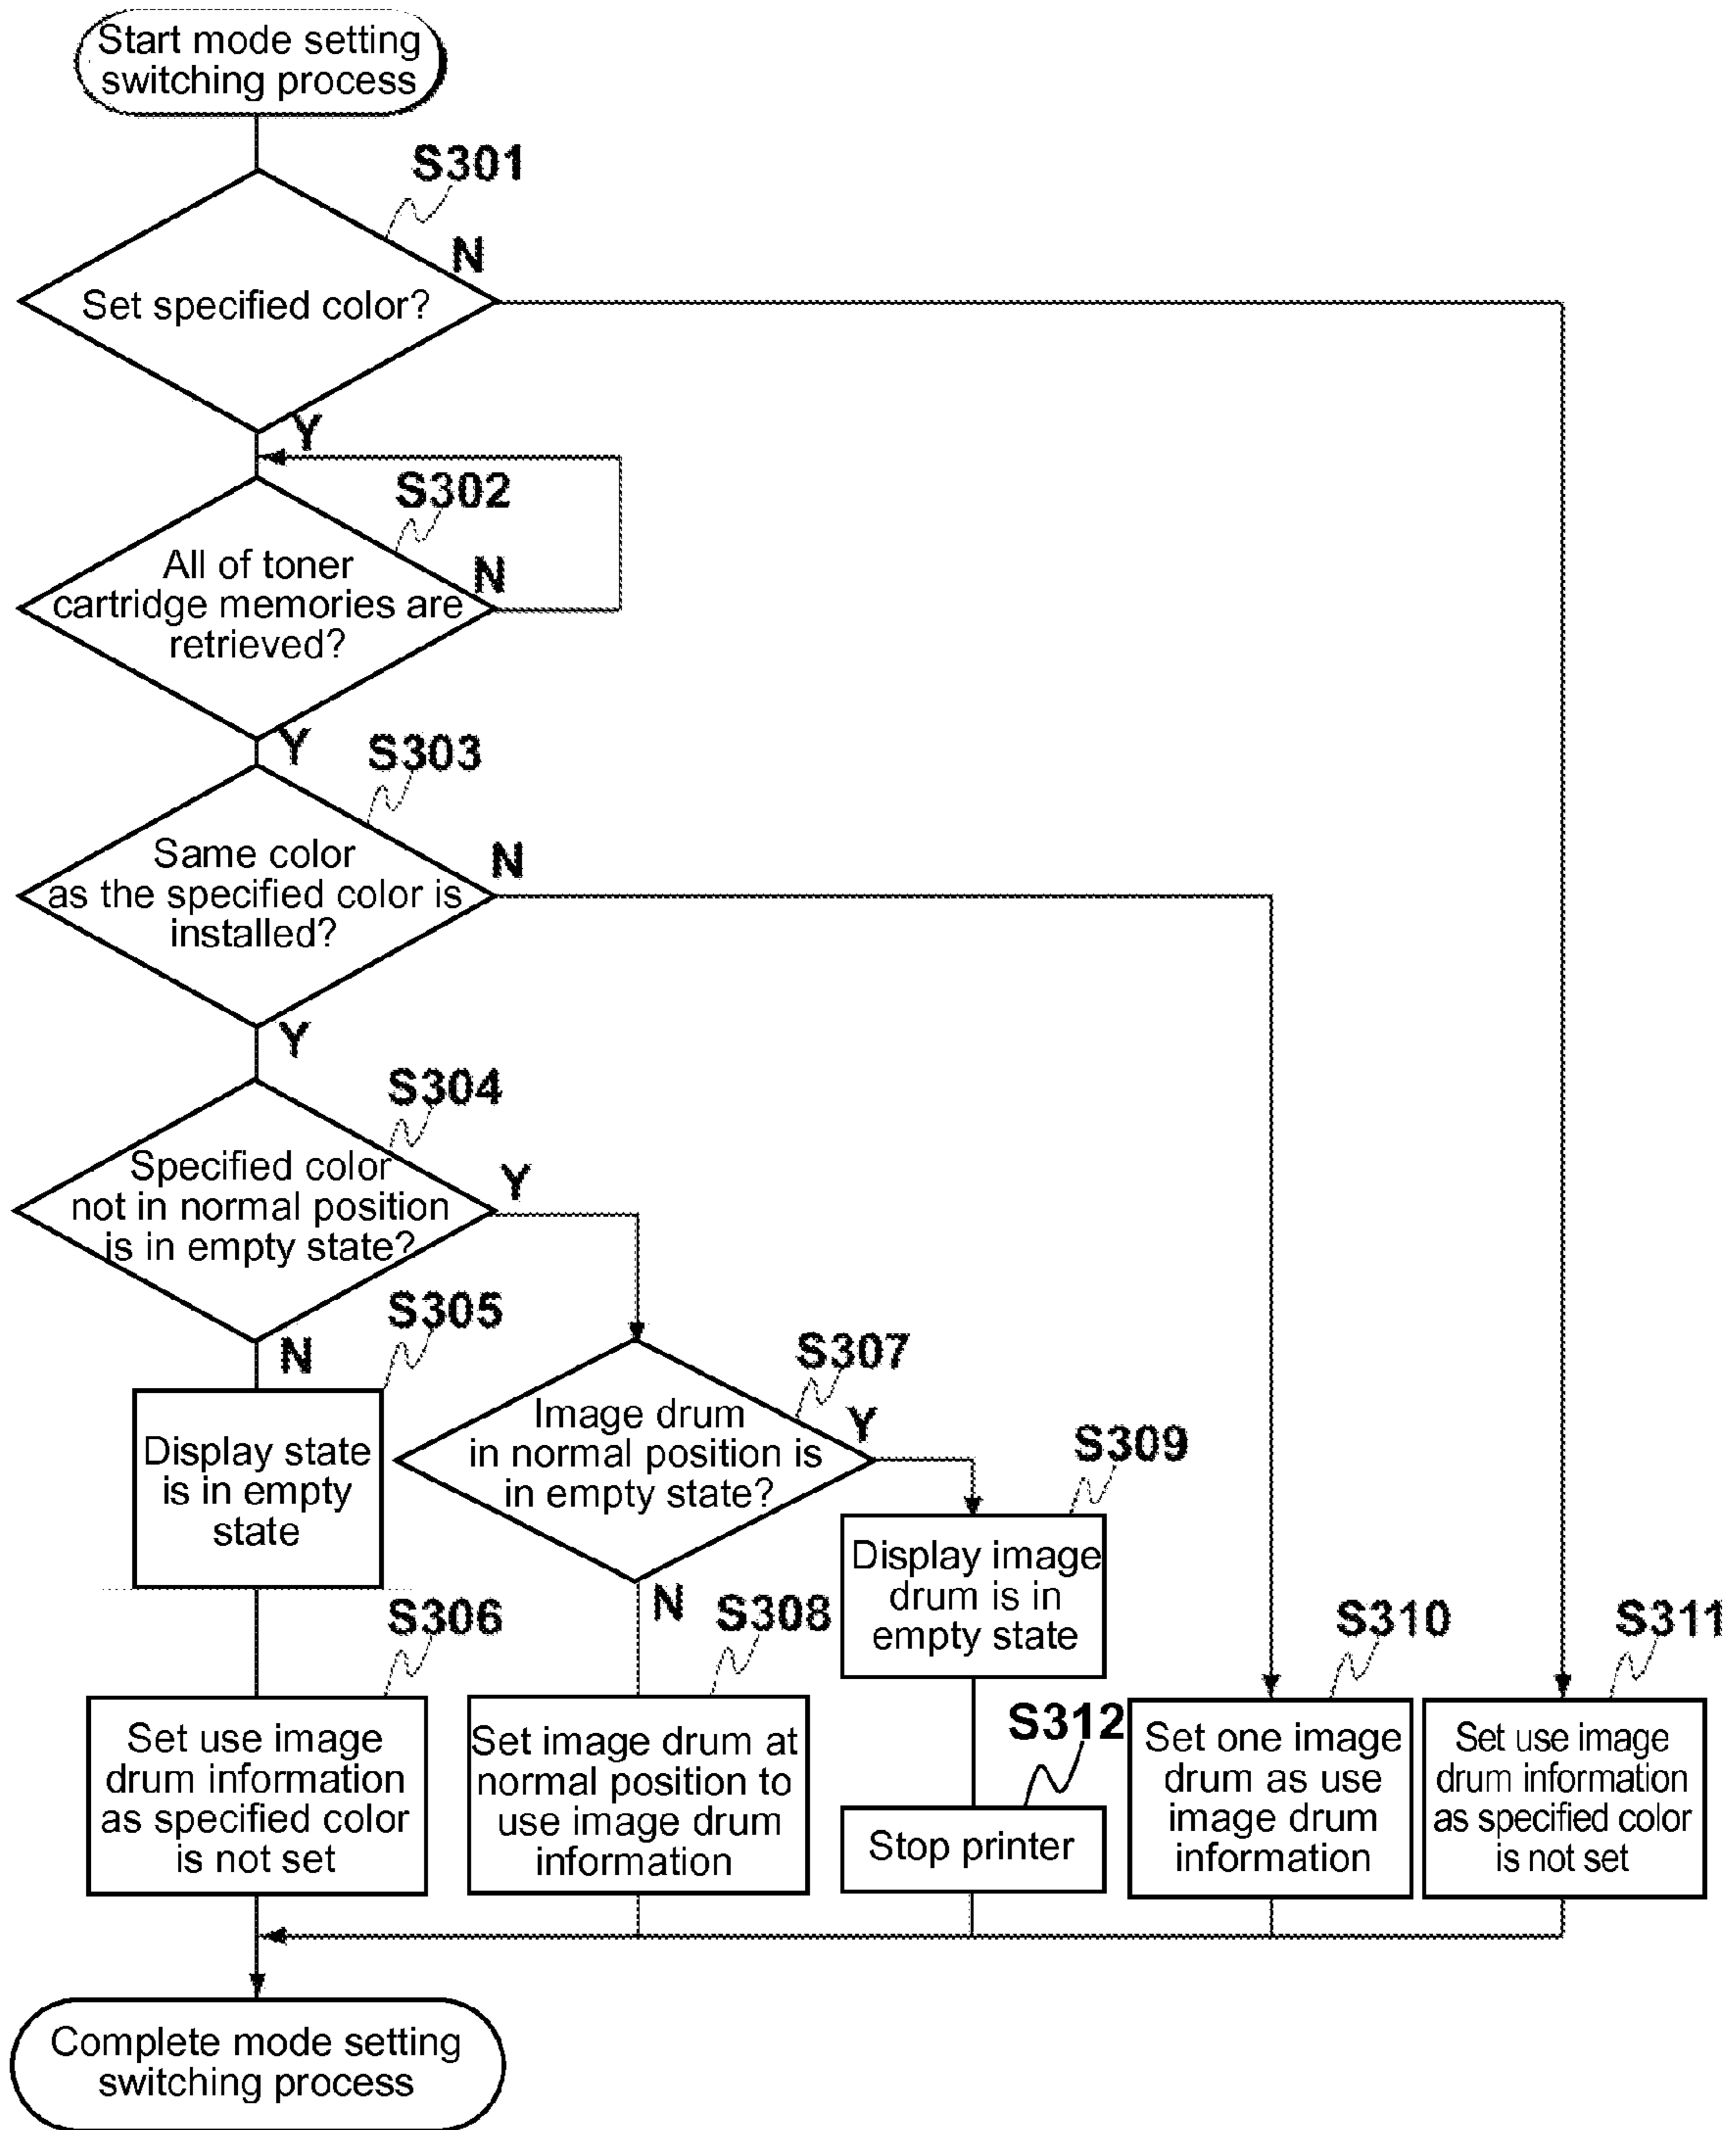 Start mode setting
switching process
S301
N
Set specified color?
Y
S302
All of toner
N
cartridge memories are
retrieved?
Y
S303
Same color
N
as the specified color is
installed?
Y
S304
Specified color
Y
not in normal position
is in empty state?
N
S305
Display state
is in empty
state
S307
Image drum
Y
in normal position is
in empty state?
N
S309
Display image
drum is in
empty state
S306
Set use image
drum information
as specified color
is not set
S308
Set image drum at
normal position to
use image drum
information
S312
Stop printer
S310
Set one image
drum as use
image drum
information
S311
Set use image
drum information
as specified color
is not set
Complete mode setting
switching process